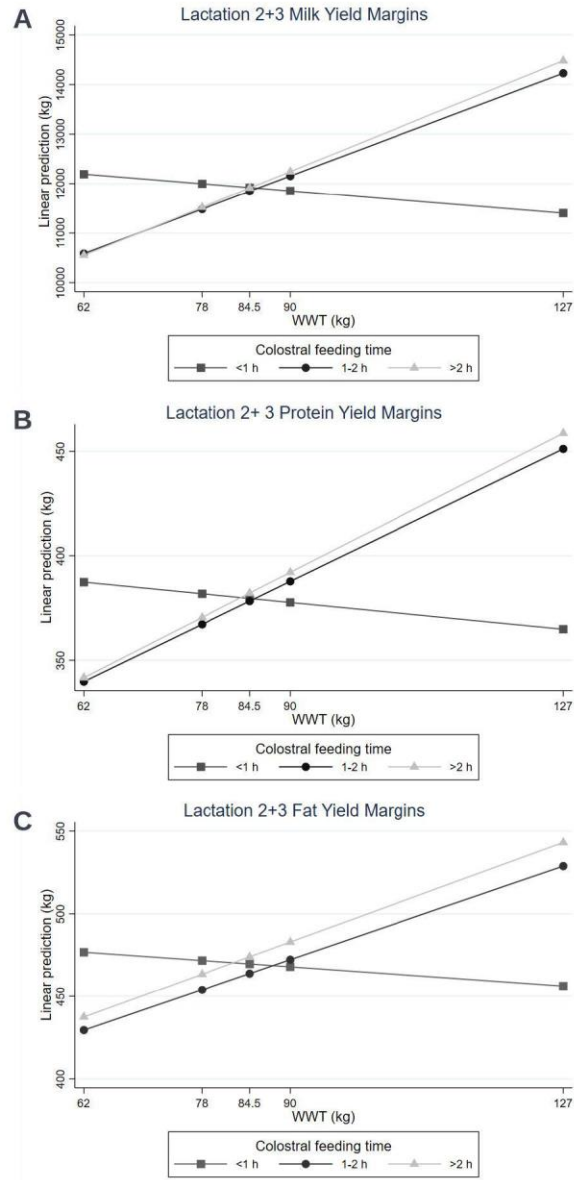 A
Lactation 2+3 Milk Yield Margins
Linear prediction (kg)
15000
14000
13000
12000
11000
10000
62 78 84.5 90 127
WWT (kg)
Colostral feeding time
<1 h 1-2 h >2 h
B
Lactation 2+ 3 Protein Yield Margins
Linear prediction (kg)
450
400
350
62 78 84.5 90 127
WWT (kg)
Colostral feeding time
<1 h 1-2 h >2 h
C
Lactation 2+3 Fat Yield Margins
Linear prediction (kg)
550
500
450
400
62 78 84.5 90 127
WWT (kg)
Colostral feeding time
<1 h 1-2 h >2 h